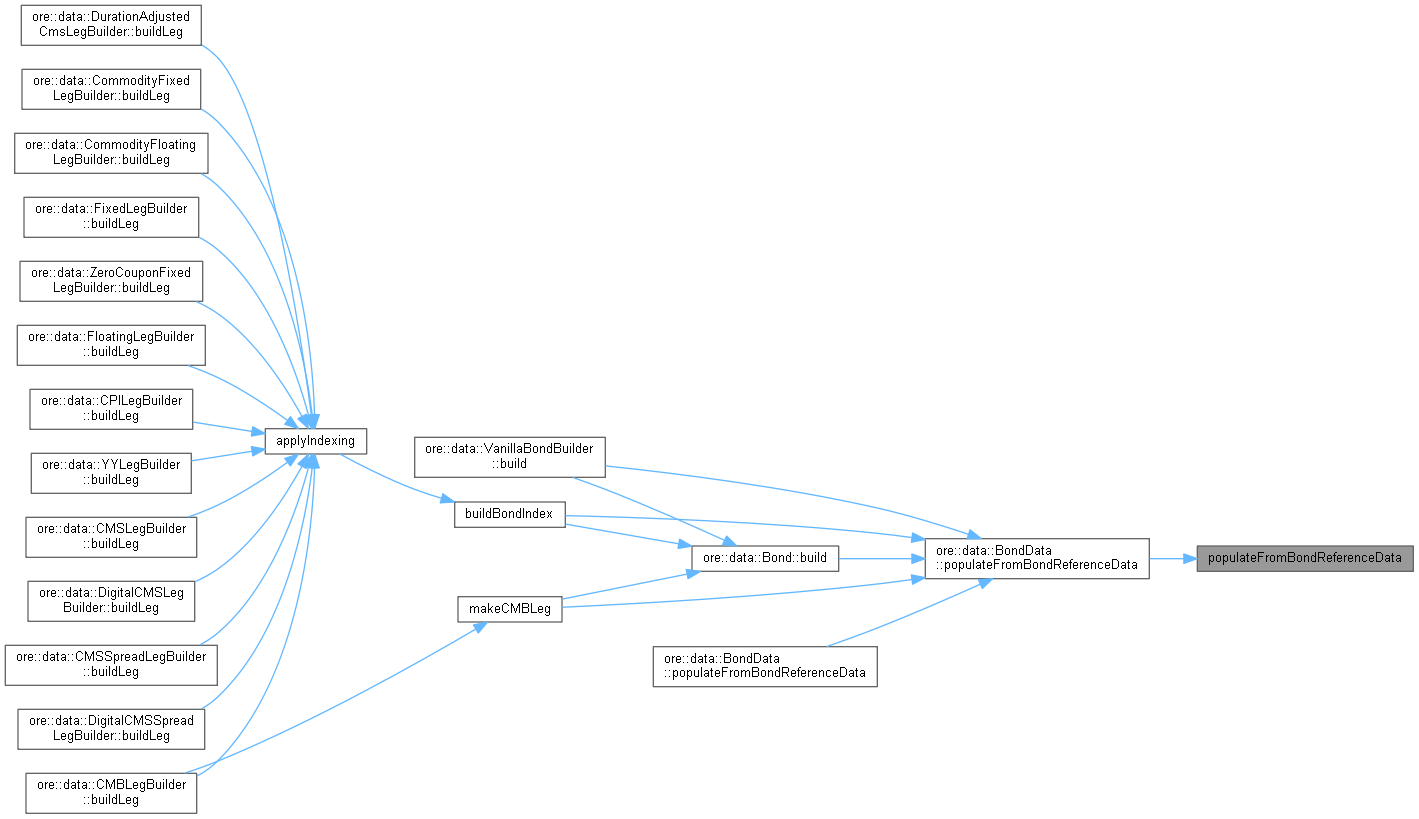 ore::data::DurationAdjusted
CmsLegBuilder::buildLeg
ore::data::CommodityFixed
LegBuilder::buildLeg
ore::data::CommodityFloating
LegBuilder::buildLeg
ore::data::FixedLegBuilder
::buildLeg
ore::data::ZeroCouponFixed
LegBuilder::buildLeg
ore::data::FloatingLegBuilder
::buildLeg
ore::data::CPILegBuilder
::buildLeg
ore::data::YYLegBuilder
::buildLeg
ore::data::CMSLegBuilder
::buildLeg
ore::data::DigitalCMSLeg
Builder::buildLeg
ore::data::CMSSpreadLegBuilder
::buildLeg
ore::data::DigitalCMSSpread
LegBuilder::buildLeg
ore::data::CMBLegBuilder
::buildLeg
applyIndexing
ore::data::VanillaBondBuilder
::build
buildBondIndex
makeCMBLeg
ore::data::Bond::build
ore::data::BondData
::populateFromBondReferenceData
ore::data::BondData
::populateFromBondReferenceData
populateFromBondReferenceData